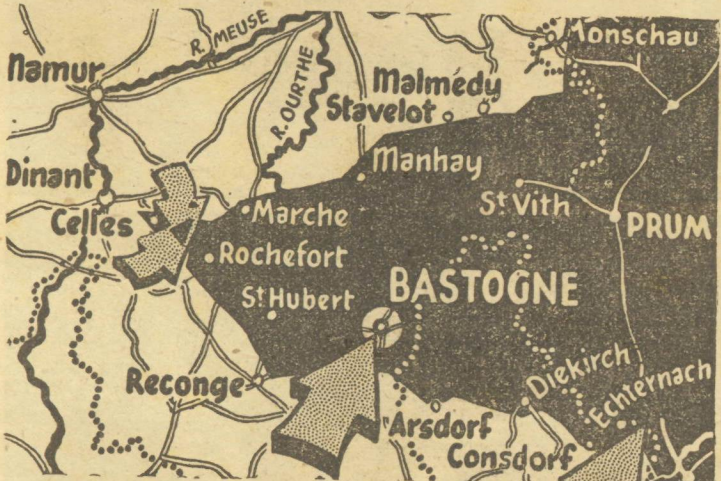 R. MEUSE
Monschau
Namur
R. OURTHE
Malmédy
Stavelot
Manhay
Dinant
St Vith
Marche
Celles
PRUM
Rochefort
BASTOGNE
St Hubert
Diekirch
Reconge
Echternach
Arsdorf
Consdorf